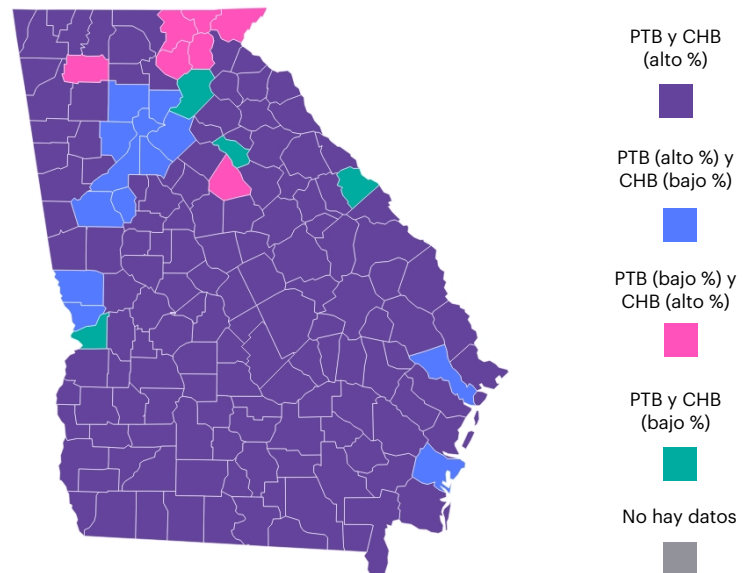 PTB y CHB
(alto %)
PTB (alto %) y
CHB (bajo %)
PTB (bajo %) y
CHB (alto %)
PTB y CHB
(bajo %)
No hay datos